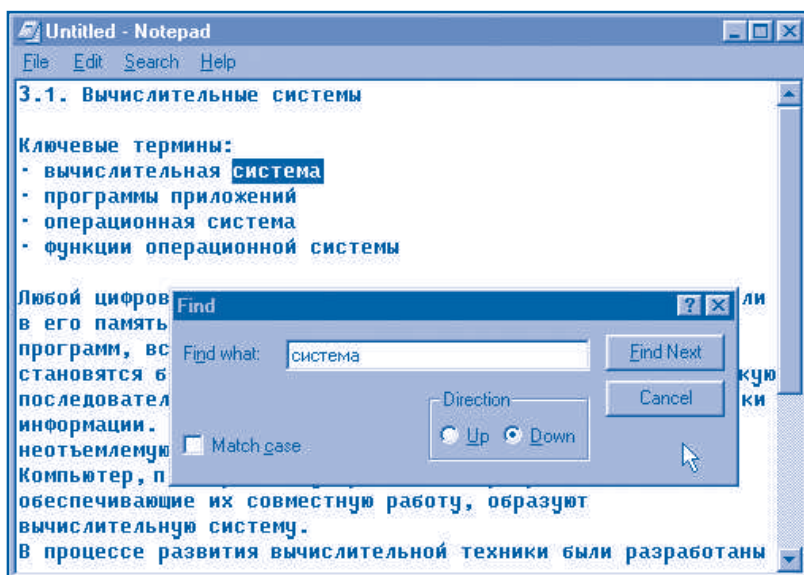 Untitled - Notepad
File Edit Search Help
3.1. Вычислительные системы
Ключевые термины:
- вычислительная система
- программы приложений
- операционная система
- функции операционной системы
Любой цифров ли
в его память
программ, вс
становятся б кую
последовател ки
информации.
неотъемлемую
Компьютер, п
обеспечивающие их совместную работу, образуют
вычислительную систему.
В процессе развития вычислительной техники были разработаны
Find
Find what: система
Find Next
Cancel
Direction
Up Down
Match case